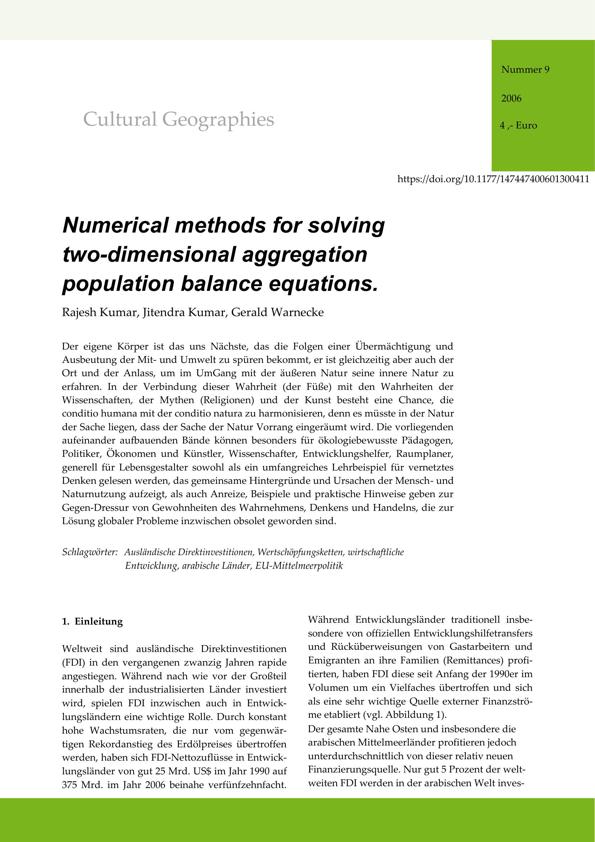 Nummer 9
2006
4 ,- Euro
Cultural Geographies
https://doi.org/10.1177/147447400601300411
Numerical methods for solving
two-dimensional aggregation
population balance equations.
Rajesh Kumar, Jitendra Kumar, Gerald Warnecke
Der eigene Körper ist das uns Nächste, das die Folgen einer Übermächtigung und
Ausbeutung der Mit- und Umwelt zu spüren bekommt, er ist gleichzeitig aber auch der
Ort und der Anlass, um im UmGang mit der äußeren Natur seine innere Natur zu
erfahren. In der Verbindung dieser Wahrheit (der Füße) mit den Wahrheiten der
Wissenschaften, der Mythen (Religionen) und der Kunst besteht eine Chance, die
conditio humana mit der conditio natura zu harmonisieren, denn es müsste in der Natur
der Sache liegen, dass der Sache der Natur Vorrang eingeräumt wird. Die vorliegenden
aufeinander aufbauenden Bände können besonders für ökologiebewusste Pädagogen,
Politiker, Ökonomen und Künstler, Wissenschafter, Entwicklungshelfer, Raumplaner,
generell für Lebensgestalter sowohl als ein umfangreiches Lehrbeispiel für vernetztes
Denken gelesen werden, das gemeinsame Hintergründe und Ursachen der Mensch- und
Naturnutzung aufzeigt, als auch Anreize, Beispiele und praktische Hinweise geben zur
Gegen-Dressur von Gewohnheiten des Wahrnehmens, Denkens und Handelns, die zur
Lösung globaler Probleme inzwischen obsolet geworden sind.
Schlagwörter: Ausländische Direktinvestitionen, Wertschöpfungsketten, wirtschaftliche
Entwicklung, arabische Länder, EU-Mittelmeerpolitik
1. Einleitung
Weltweit sind ausländische Direktinvestitionen
(FDI) in den vergangenen zwanzig Jahren rapide
angestiegen. Während nach wie vor der Großteil
innerhalb der industrialisierten Länder investiert
wird, spielen FDI inzwischen auch in Entwick-
lungsländern eine wichtige Rolle. Durch konstant
hohe Wachstumsraten, die nur vom gegenwär-
tigen Rekordanstieg des Erdölpreises übertroffen
werden, haben sich FDI-Nettozuflüsse in Entwick-
lungsländer von gut 25 Mrd. US$ im Jahr 1990 auf
375 Mrd. im Jahr 2006 beinahe verfünfzehnfacht.
Während Entwicklungsländer traditionell insbe-
sondere von offiziellen Entwicklungshilfetransfers
und Rücküberweisungen von Gastarbeitern und
Emigranten an ihre Familien (Remittances) profi-
tierten, haben FDI diese seit Anfang der 1990er im
Volumen um ein Vielfaches übertroffen und sich
als eine sehr wichtige Quelle externer Finanzströ-
me etabliert (vgl. Abbildung 1).
Der gesamte Nahe Osten und insbesondere die
arabischen Mittelmeerländer profitieren jedoch
unterdurchschnittlich von dieser relativ neuen
Finanzierungsquelle. Nur gut 5 Prozent der welt-
weiten FDI werden in der arabischen Welt inves-